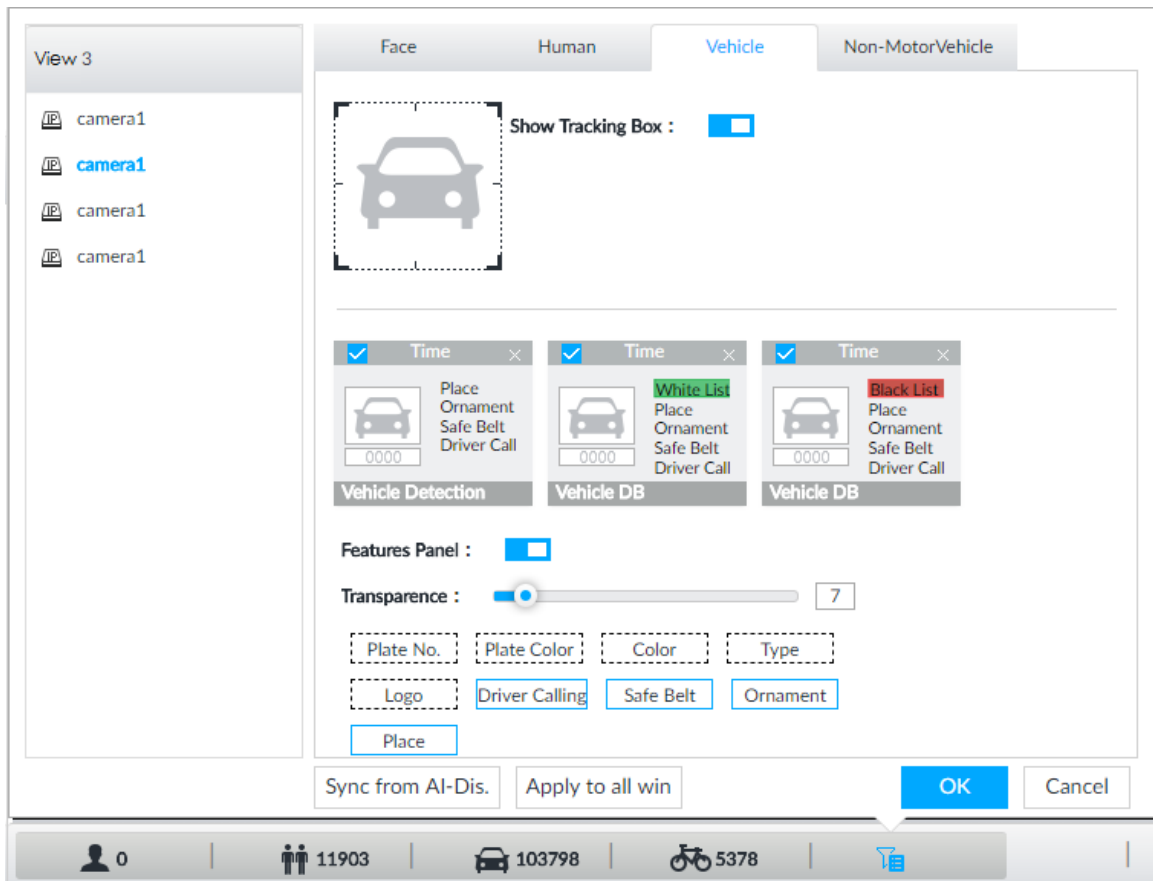 View 3
camera1
camera1
camera1
camera1
Face Human Vehicle Non-MotorVehicle
Show Tracking Box :
Time
Place
Ornament
Safe Belt
Driver Call
0000
Vehicle Detection
Time
White List
Place
Ornament
Safe Belt
Driver Call
0000
Vehicle DB
Time
Black List
Place
Ornament
Safe Belt
Driver Call
0000
Vehicle DB
Features Panel :
Transparence : 7
Plate No. Plate Color Color Type
Logo Driver Calling Safe Belt Ornament
Place
Sync from AI-Dis. Apply to all win OK Cancel
0 11903 103798 5378